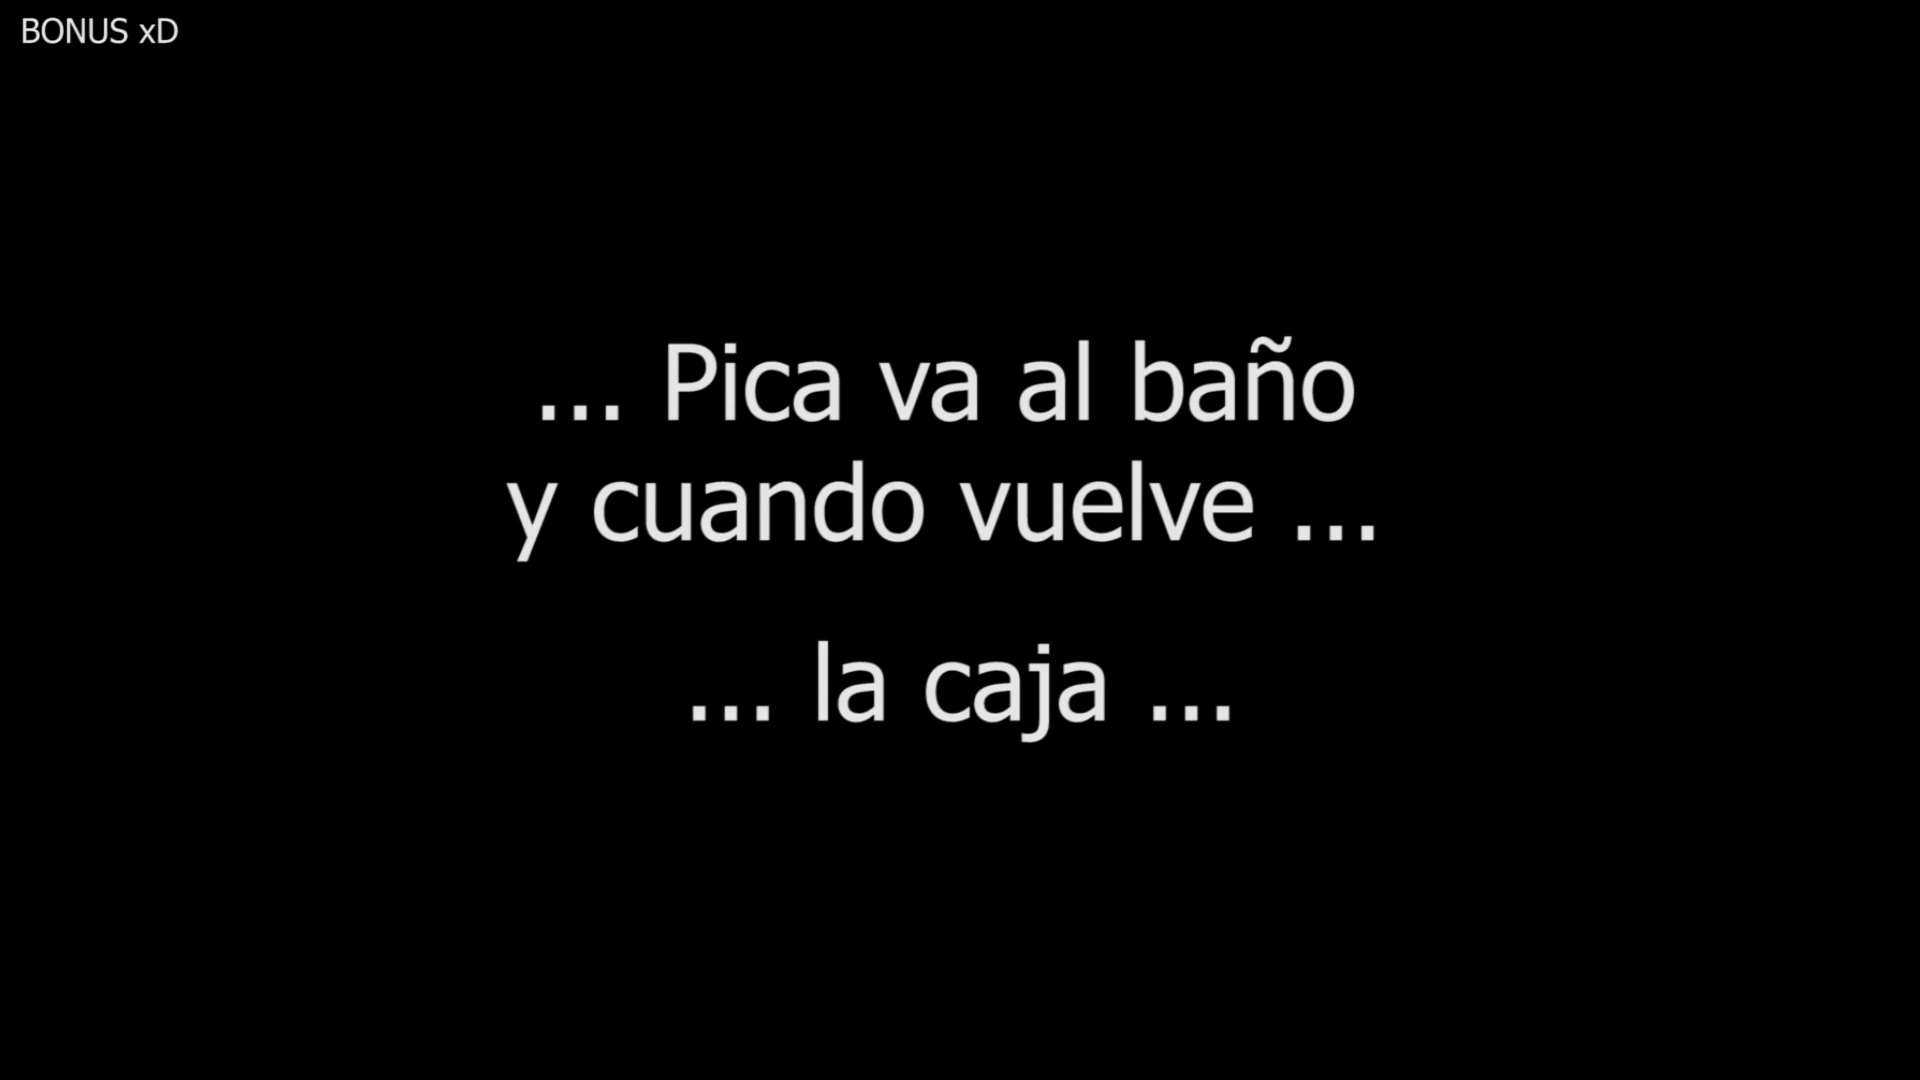 BONUS xD
... Pica va al baño
y cuando vuelve ...
... la caja ...